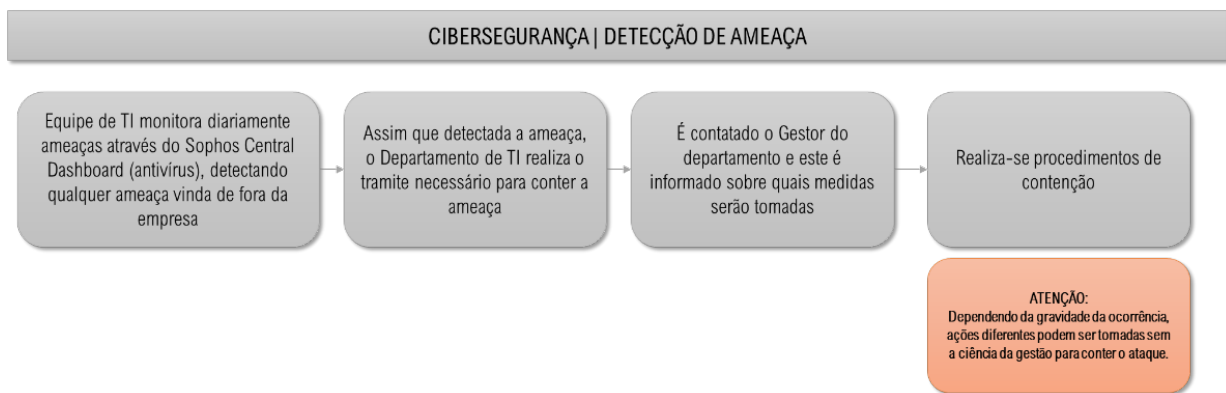 CIBERSEGURANÇA | DETECÇÃO DE AMEAÇA
Equipe de TI monitora diariamente
ameaças através do Sophos Central
Dashboard (antivírus), detectando
qualquer ameaça vinda de fora da
empresa
Assim que detectada a ameaça,
o Departamento de TI realiza o
tramite necessário para conter a
ameaça
É contatado o Gestor do
departamento e este é
informado sobre quais medidas
serão tomadas
Realiza-se procedimentos de
contenção
ATENÇÃO:
Dependendo da gravidade da ocorrência,
ações diferentes podem ser tomadas sem
a ciência da gestão para conter o ataque.